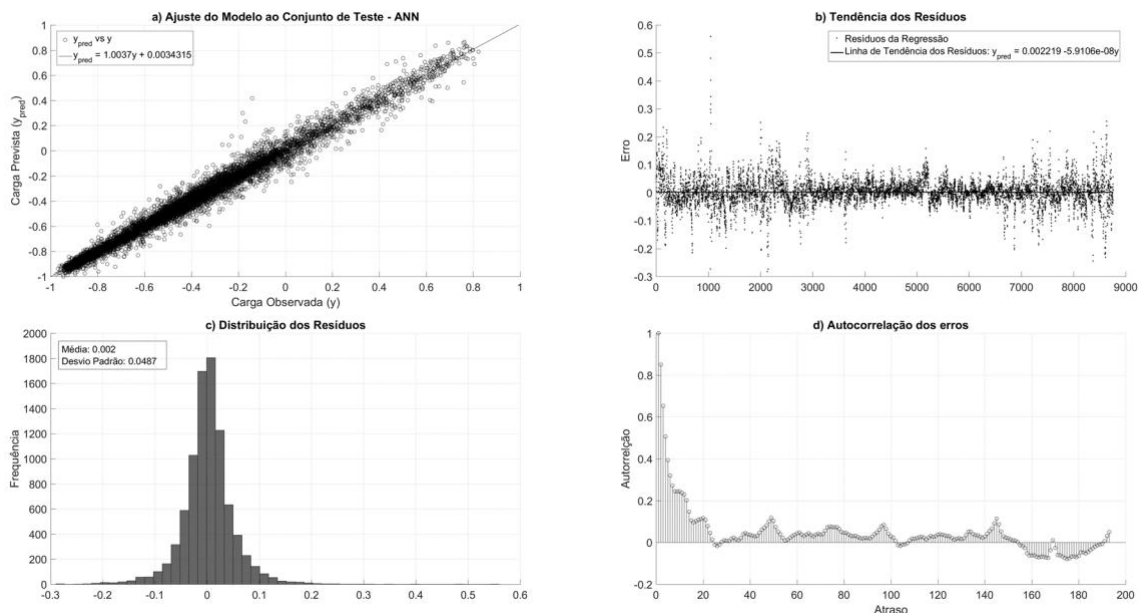 a) Ajuste do Modelo ao Conjunto de Teste - ANN
y_pred vs y
y_pred = 1.0037y + 0.0034315
Carga Prevista (y_pred)
1
0.8
0.6
0.4
0.2
0
-0.2
-0.4
-0.6
-0.8
-1
-1 -0.8 -0.6 -0.4 -0.2 0 0.2 0.4 0.6 0.8 1
Carga Observada (y)
b) Tendência dos Resíduos
Resíduos da Regressão
Linha de Tendência dos Resíduos: y_pred = 0.002219 -5.9106e-08y
Erro
0.6
0.5
0.4
0.3
0.2
0.1
0
-0.1
-0.2
-0.3
0 1000 2000 3000 4000 5000 6000 7000 8000 9000
c) Distribuição dos Resíduos
Média: 0.002
Desvio Padrão: 0.0487
Frequência
2000
1800
1600
1400
1200
1000
800
600
400
200
0
-0.3 -0.2 -0.1 0 0.1 0.2 0.3 0.4 0.5 0.6
d) Autocorrelação dos erros
Autorrelção
1
0.8
0.6
0.4
0.2
0
-0.2
0 20 40 60 80 100 120 140 160 180 200
Atraso